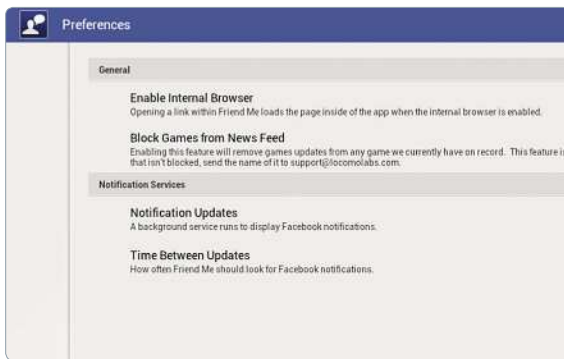 Preferences
General
Enable Internal Browser
Opening a link within Friend Me loads the page inside of the app when the internal browser is enabled.
Block Games from News Feed
Enabling this feature will remove games updates from any game we currently have on record. This feature is
that isn't blocked, send the name of it to support@locomolabs.com.
Notification Services
Notification Updates
A background service runs to display Facebook notifications.
Time Between Updates
How often Friend Me should look for Facebook notifications.